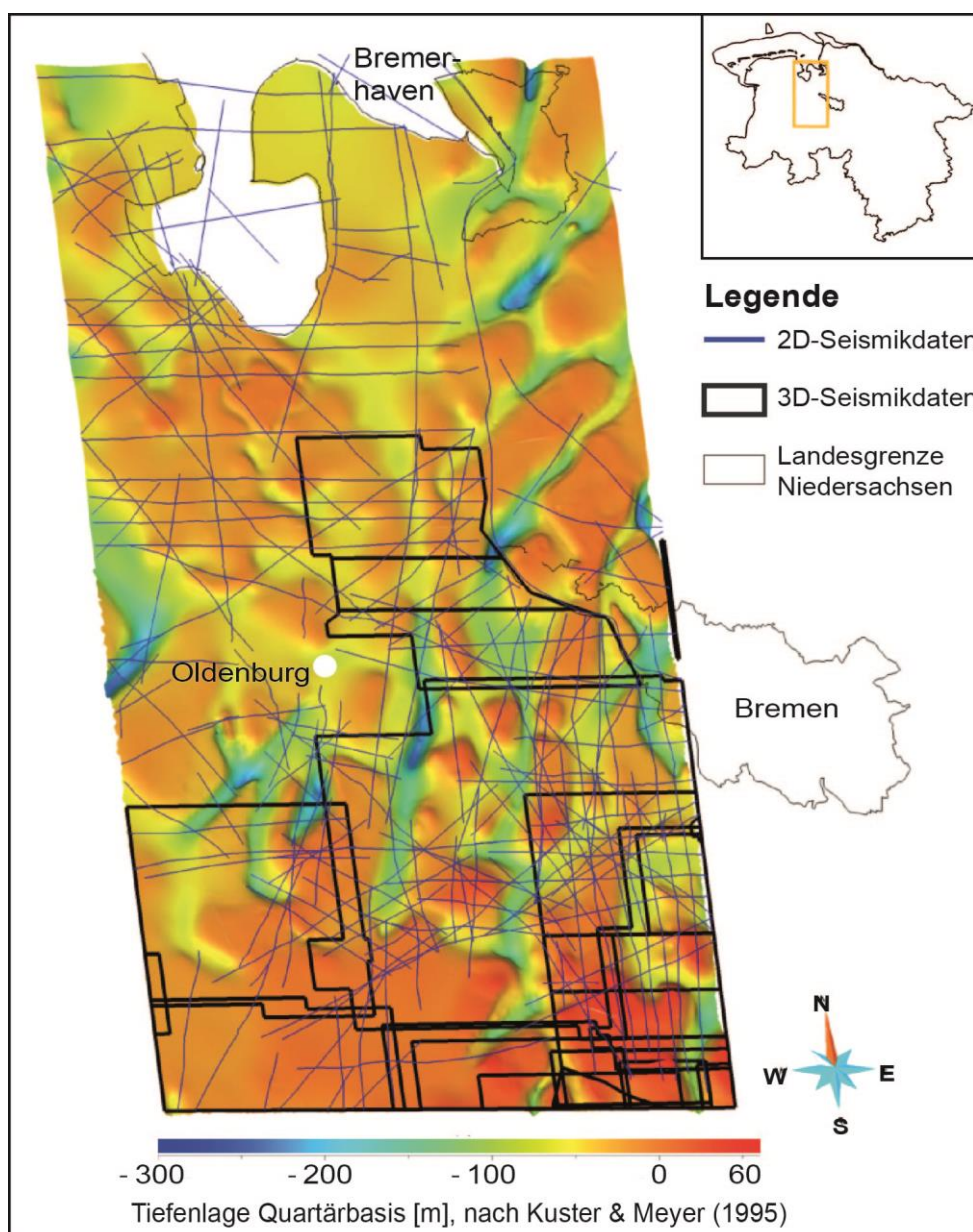 Bremer-
haven
Legende
2D-Seismikdaten
3D-Seismikdaten
Landesgrenze
Niedersachsen
Oldenburg
Bremen
N
W E
S
- 300 - 200 - 100 0 60
Tiefenlage Quartärbasis [m], nach Kuster & Meyer (1995)